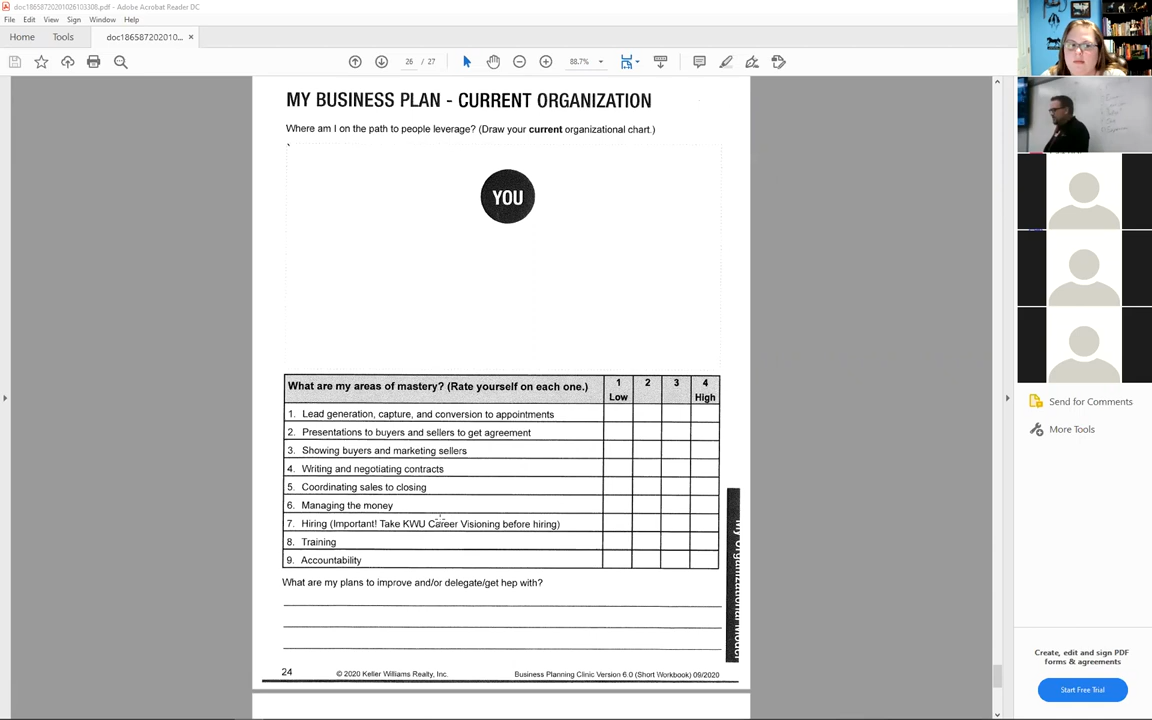 doc18658720201026103308.pdf - Adobe Acrobat Reader DC
File Edit View Sign Window Help
Home Tools doc186587202010... ×
26 / 27 88.7%
MY BUSINESS PLAN - CURRENT ORGANIZATION
Where am I on the path to people leverage? (Draw your current organizational chart.)
YOU
What are my areas of mastery? (Rate yourself on each one.) 1 Low 2 3 4 High
1. Lead generation, capture, and conversion to appointments
2. Presentations to buyers and sellers to get agreement
3. Showing buyers and marketing sellers
4. Writing and negotiating contracts
5. Coordinating sales to closing
6. Managing the money
7. Hiring (Important! Take KWU Career Visioning before hiring)
8. Training
9. Accountability
What are my plans to improve and/or delegate/get hep with?
My Organizational Model
24 © 2020 Keller Williams Realty, Inc. Business Planning Clinic Version 6.0 (Short Workbook) 09/2020
Send for Comments
More Tools
Create, edit and sign PDF
forms & agreements
Start Free Trial